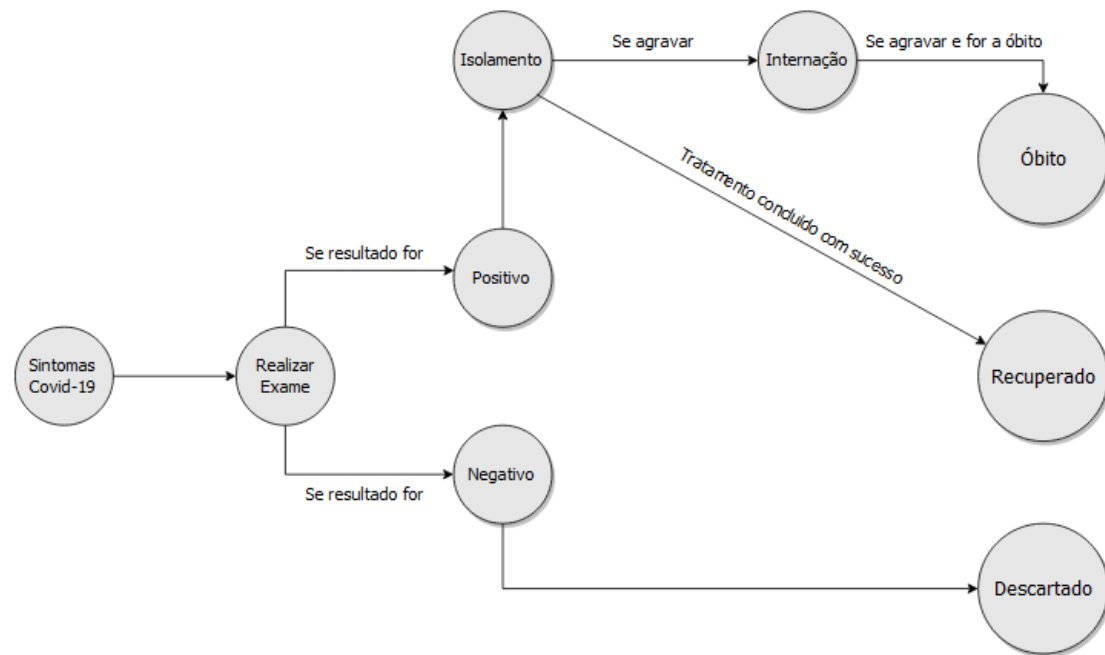 Isolamento
Se agravar
Internação
Se agravar e for a óbito
Óbito
Tratamento concluido com sucesso
Se resultado for
Positivo
Recuperado
Sintomas
Covid-19
Realizar
Exame
Negativo
Se resultado for
Descartado